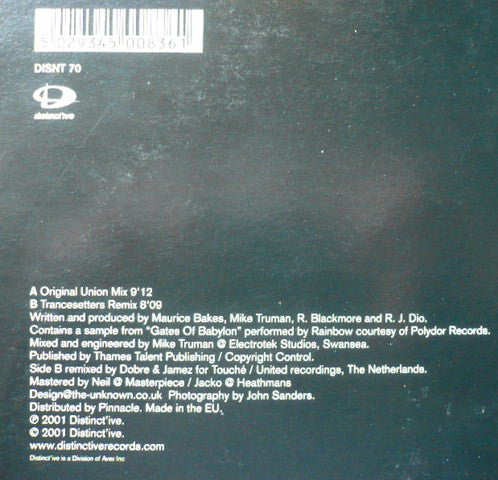 5 029345 008361
DISNT 70
distinct'ive
A Original Union Mix 9'12
B Trancesetters Remix 8'09
Written and produced by Maurice Bakes, Mike Truman, R. Blackmore and R. J. Dio.
Contains a sample from "Gates Of Babylon" performed by Rainbow courtesy of Polydor Records.
Mixed and engineered by Mike Truman @ Electrotek Studios, Swansea.
Published by Thames Talent Publishing / Copyright Control.
Side B remixed by Dobre & Jamez for Touché / United recordings, The Netherlands.
Mastered by Neil @ Masterpiece / Jacko @ Heathmans
Design@the-unknown.co.uk Photography by John Sanders.
Distributed by Pinnacle. Made in the EU.
℗ 2001 Distinct'ive.
© 2001 Distinct'ive.
www.distinctiverecords.com
Distinct'ive is a Division of Avex Inc